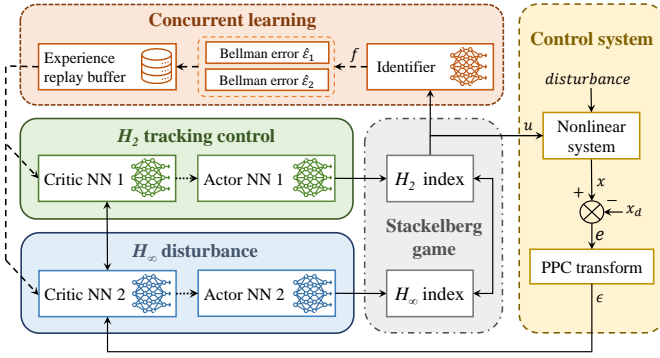 Concurrent learning
Experience
replay buffer
Bellman error ε̂₁
Bellman error ε̂₂
f
Identifier
H₂ tracking control
Critic NN 1
Actor NN 1
H∞ disturbance
Critic NN 2
Actor NN 2
H₂ index
Stackelberg
game
H∞ index
Control system
disturbance
u
Nonlinear
system
x
+
−
x_d
e
PPC transform
ϵ